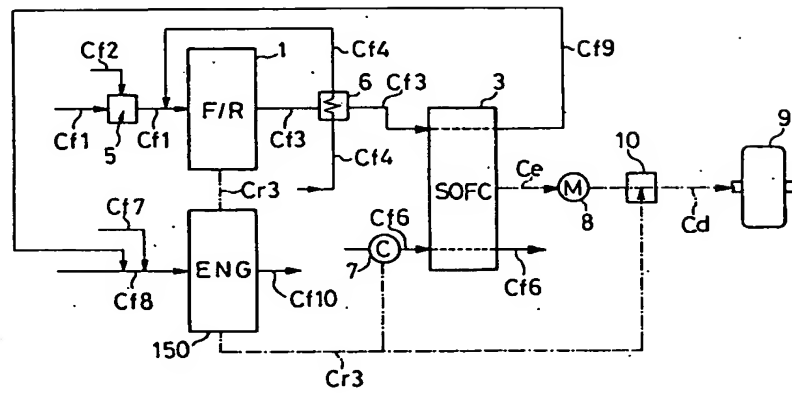 Cf2
Cf1
5
Cf1
1
F/R
Cf3
Cf4
6
Cf4
Cf3
3
SOFC
Cf9
Ce
M
8
10
Cd
9
Cr3
Cf7
Cf8
ENG
Cf10
150
7
C
Cf6
Cf6
Cr3